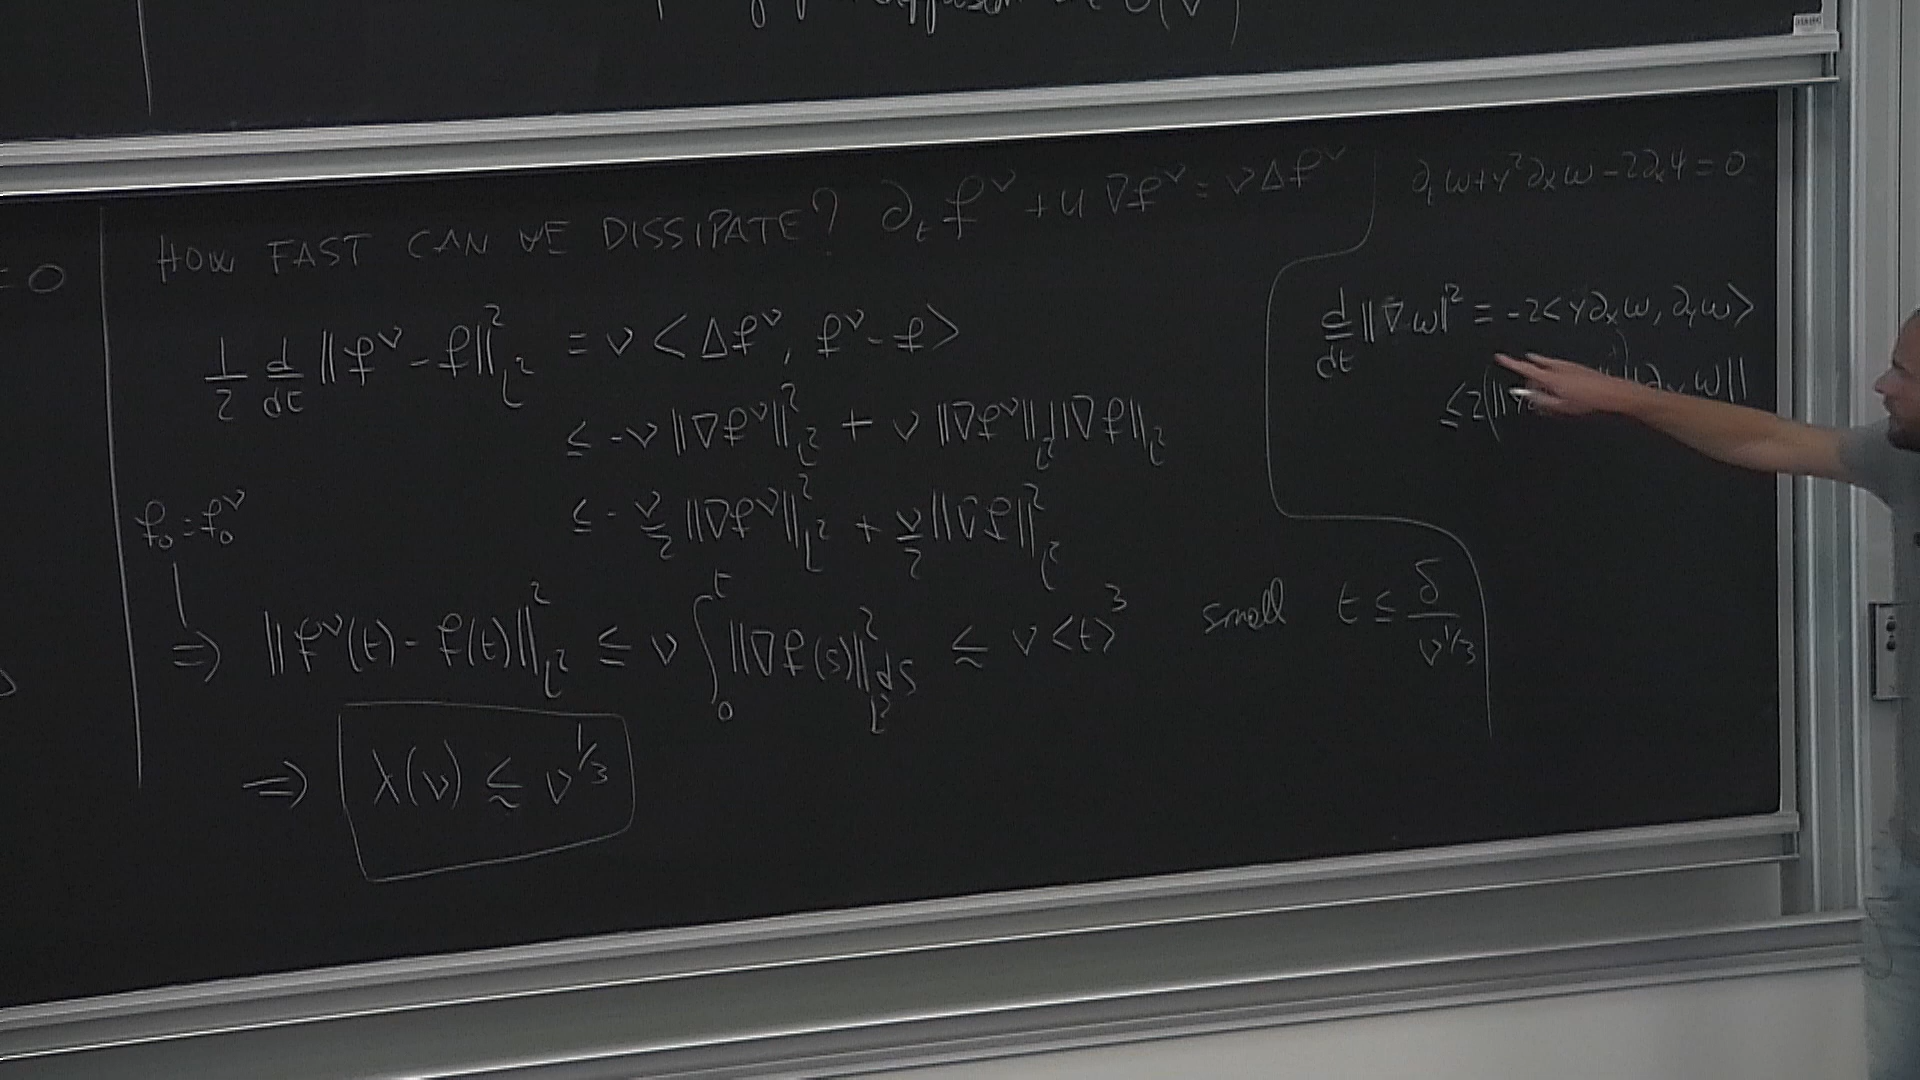 = 0
HOW FAST CAN WE DISSIPATE? ∂_t f^ν + u ∇f^ν = νΔf^ν
1/2 d/dt ||f^ν - f||²_{L²} = ν <Δf^ν, f^ν - f>
≤ -ν ||∇f^ν||²_{L²} + ν ||∇f^ν||_{L²} ||∇f||_{L²}
f_0 = f_0^ν
≤ - ν/2 ||∇f^ν||²_{L²} + ν/2 ||∇f||²_{L²}
=> ||f^ν(t) - f(t)||²_{L²} ≤ ν ∫_0^t ||∇f(s)||²_{L²} ds ≲ ν <t>³ small t ≤ δ/ν^{1/3}
=> λ(ν) ≲ ν^{1/3}
∂_t ω + y² ∂_x ω - 2∂_x ψ = 0
d/dt ||∇ω||² = -2<y∂_x ω, ∂_y ω>
≤ 2 ω||